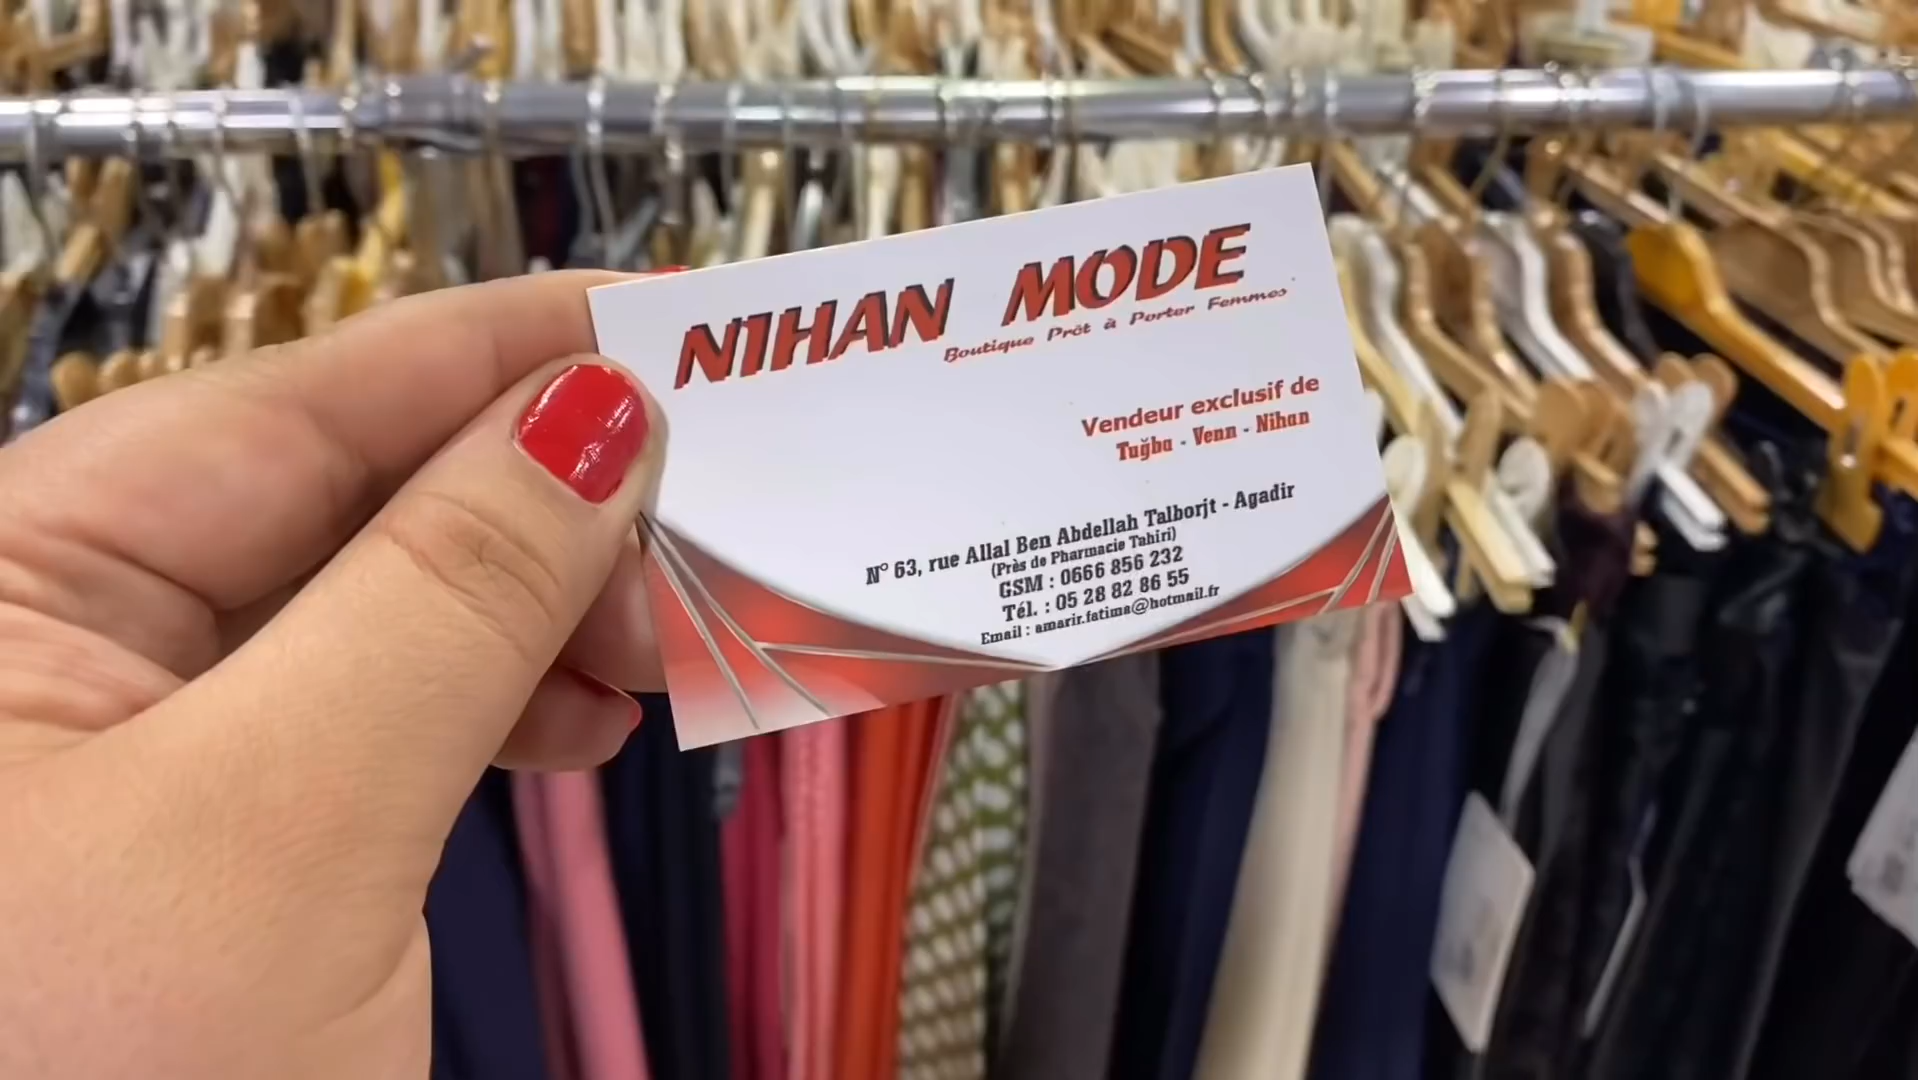 NIHAN MODE
Boutique Prêt à Porter Femmes
Vendeur exclusif de
Tuğba - Venn - Nihan
N° 63, rue Allal Ben Abdellah Talborjt - Agadir
(Près de Pharmacie Tahiri)
GSM : 0666 856 232
Tél. : 05 28 82 86 55
Email : amarir.fatima@hotmail.fr